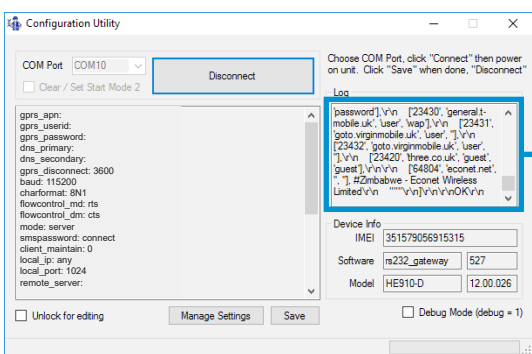 Configuration Utility
COM Port COM10
Clear / Set Start Mode 2
Disconnect
Choose COM Port, click "Connect" then power
on unit. Click "Save" when done, "Disconnect"
gprs_apn:
gprs_userid:
gprs_password:
dns_primary:
dns_secondary:
gprs_disconnect: 3600
baud: 115200
charformat: 8N1
flowcontrol_md: rts
flowcontrol_dm: cts
mode: server
smspassword: connect
client_maintain: 0
local_ip: any
local_port: 1024
remote_server:
Log
'password'],\r\n ['23430', 'general.t-
mobile.uk', 'user', 'wap'],\r\n ['23431',
'goto.virginmobile.uk', 'user', ''],\r\n
['23432', 'goto.virginmobile.uk', 'user',
''],\r\n ['23420', 'three.co.uk', 'guest',
'guest'],\r\n\r\n ['64804', 'econet.net',
'', ''], #Zimbabwe - Econet Wireless
Limited\r\n """\r\n]\r\n\r\nOK\r\n
Device Info
IMEI 351579056915315
Software rs232_gateway 527
Model HE910-D 12.00.026
Unlock for editing
Manage Settings
Save
Debug Mode (debug = 1)